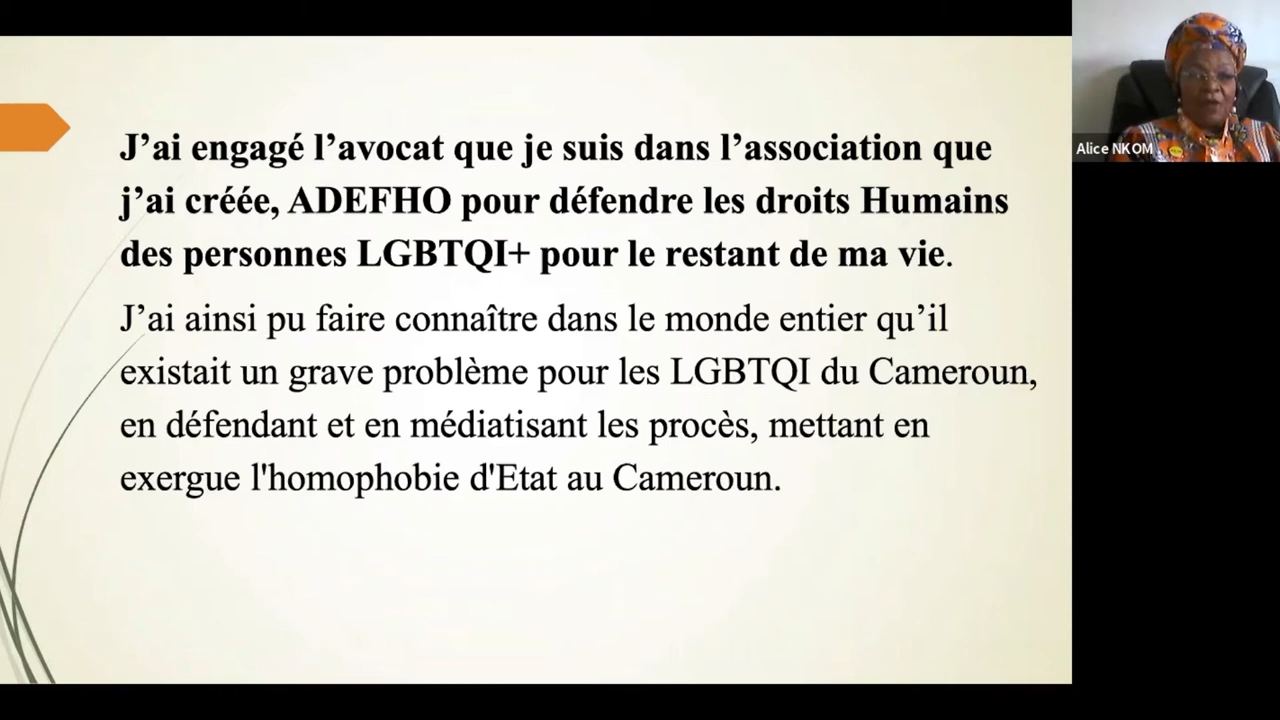 J’ai engagé l’avocat que je suis dans l’association que
j’ai créée, ADEFHO pour défendre les droits Humains
des personnes LGBTQI+ pour le restant de ma vie.
J’ai ainsi pu faire connaître dans le monde entier qu’il
existait un grave problème pour les LGBTQI du Cameroun,
en défendant et en médiatisant les procès, mettant en
exergue l'homophobie d'Etat au Cameroun.
Alice NKOM